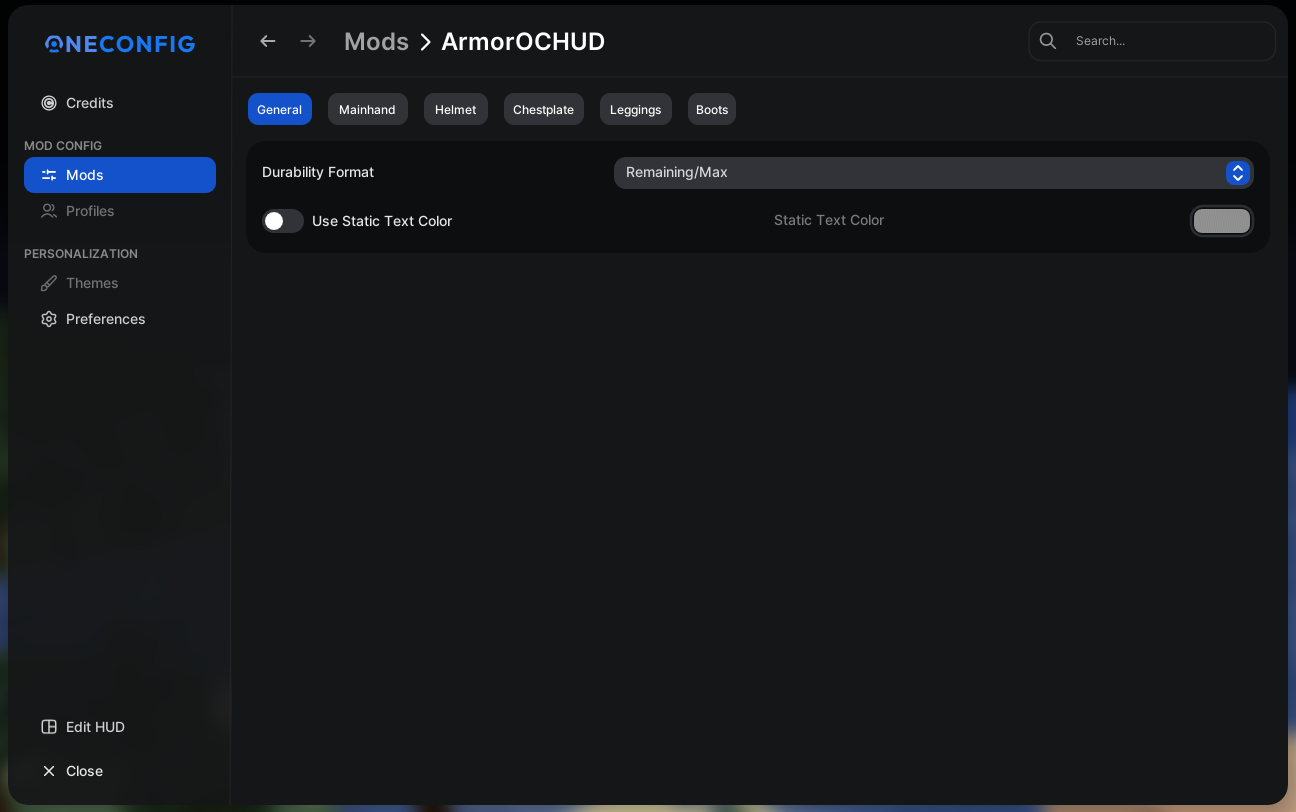 ONECONFIG
Credits
MOD CONFIG
Mods
Profiles
PERSONALIZATION
Themes
Preferences
Edit HUD
Close
Mods > ArmorOCHUD
Search...
General Mainhand Helmet Chestplate Leggings Boots
Durability Format Remaining/Max
Use Static Text Color Static Text Color